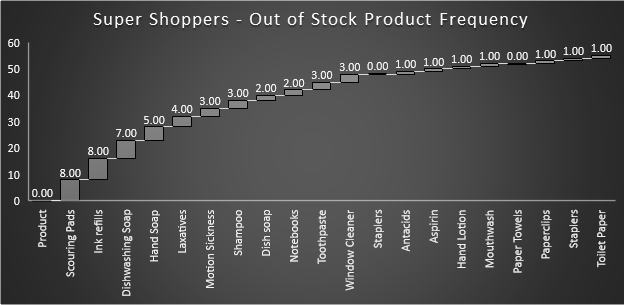 Super Shoppers - Out of Stock Product Frequency
60
50
40
30
20
10
0
0.00
8.00
8.00
7.00
5.00
4.00
3.00
3.00
2.00
2.00
3.00
3.00
0.00
1.00
1.00
1.00
1.00
0.00
1.00
1.00
1.00
Product
Scouring Pads
Ink refills
Dishwashing Soap
Hand Soap
Laxatives
Motion Sickness
Shampoo
Dish soap
Notebooks
Toothpaste
Window Cleaner
Staplers
Antacids
Aspirin
Hand Lotion
Mouthwash
Paper Towels
Paperclips
Staplers
Toilet Paper